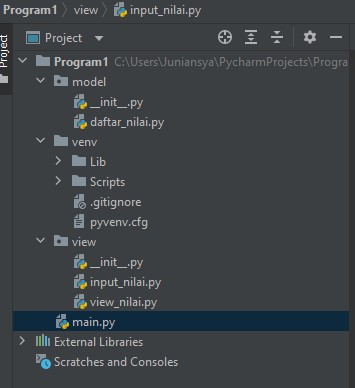 Program1 view input_nilai.py
Project
Project
Program1 C:\Users\Juniansya\PycharmProjects\Progra
model
__init__.py
daftar_nilai.py
venv
Lib
Scripts
.gitignore
pyvenv.cfg
view
__init__.py
input_nilai.py
view_nilai.py
main.py
External Libraries
Scratches and Consoles